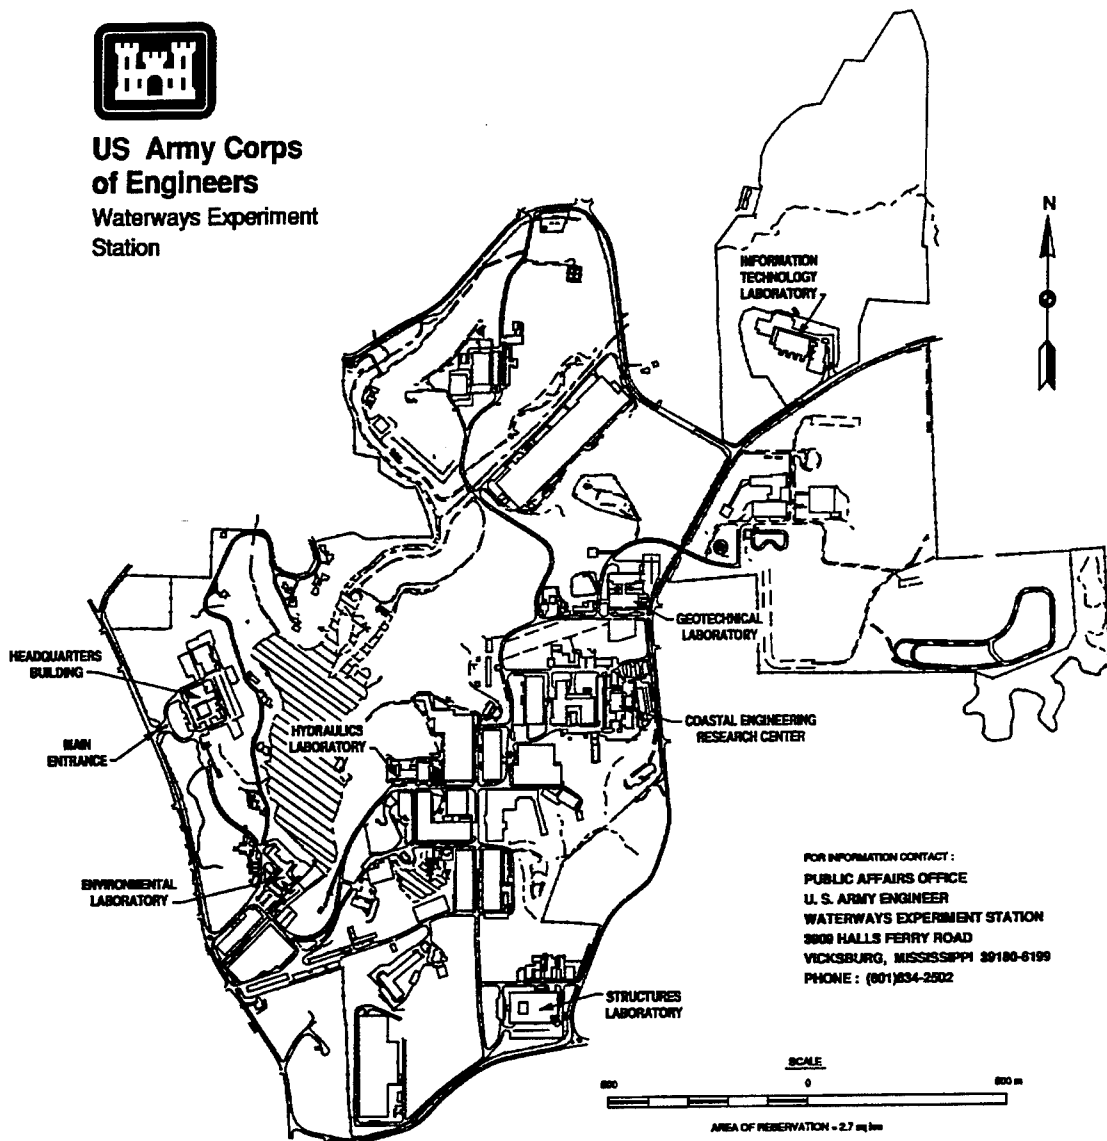 US Army Corps
of Engineers
Waterways Experiment
Station
N
INFORMATION
TECHNOLOGY
LABORATORY
GEOTECHNICAL
LABORATORY
HEADQUARTERS
BUILDING
MAIN
ENTRANCE
HYDRAULICS
LABORATORY
COASTAL ENGINEERING
RESEARCH CENTER
ENVIRONMENTAL
LABORATORY
STRUCTURES
LABORATORY
FOR INFORMATION CONTACT :
PUBLIC AFFAIRS OFFICE
U. S. ARMY ENGINEER
WATERWAYS EXPERIMENT STATION
3909 HALLS FERRY ROAD
VICKSBURG, MISSISSIPPI 39180-6199
PHONE : (601)634-2502
SCALE
0
AREA OF RESERVATION = 2.7 sq km